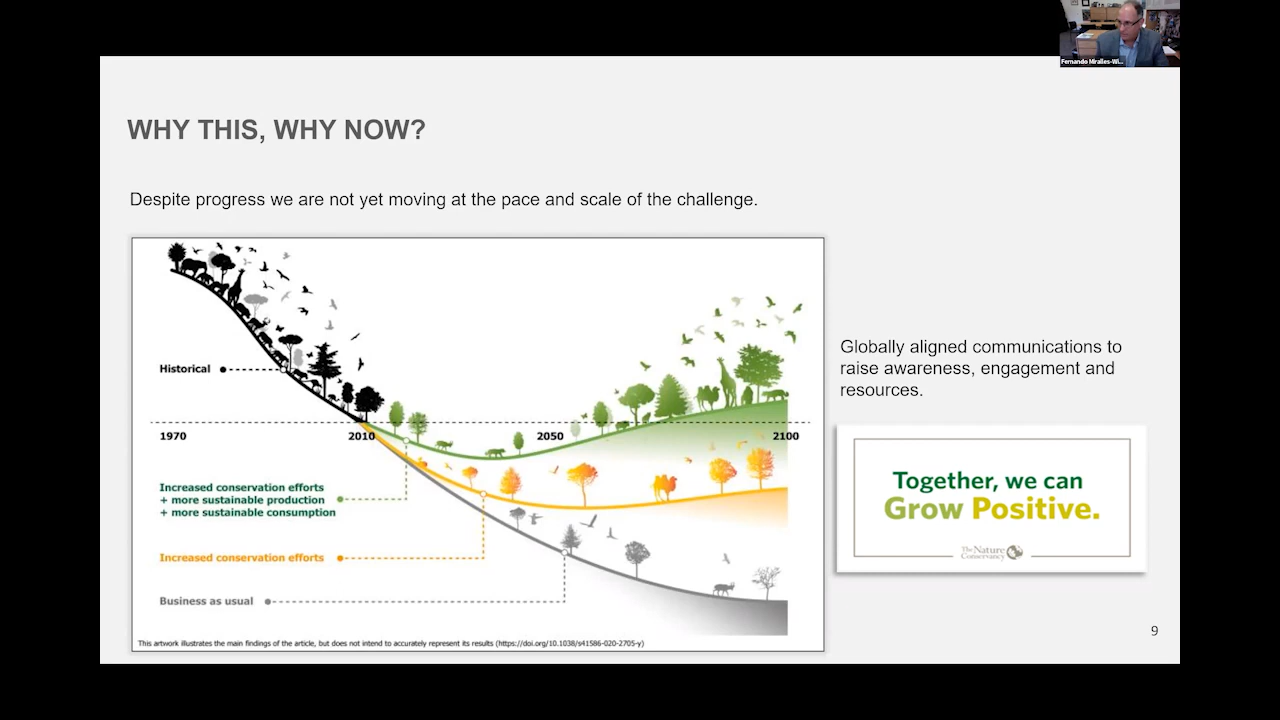 Fernando Miralles-Wi...
WHY THIS, WHY NOW?
Despite progress we are not yet moving at the pace and scale of the challenge.
Historical
1970
2010
2050
2100
Increased conservation efforts
+ more sustainable production
+ more sustainable consumption
Increased conservation efforts
Business as usual
This artwork illustrates the main findings of the article, but does not intend to accurately represent its results (https://doi.org/10.1038/s41586-020-2705-y)
Globally aligned communications to
raise awareness, engagement and
resources.
Together, we can
Grow Positive.
The Nature
Conservancy
9